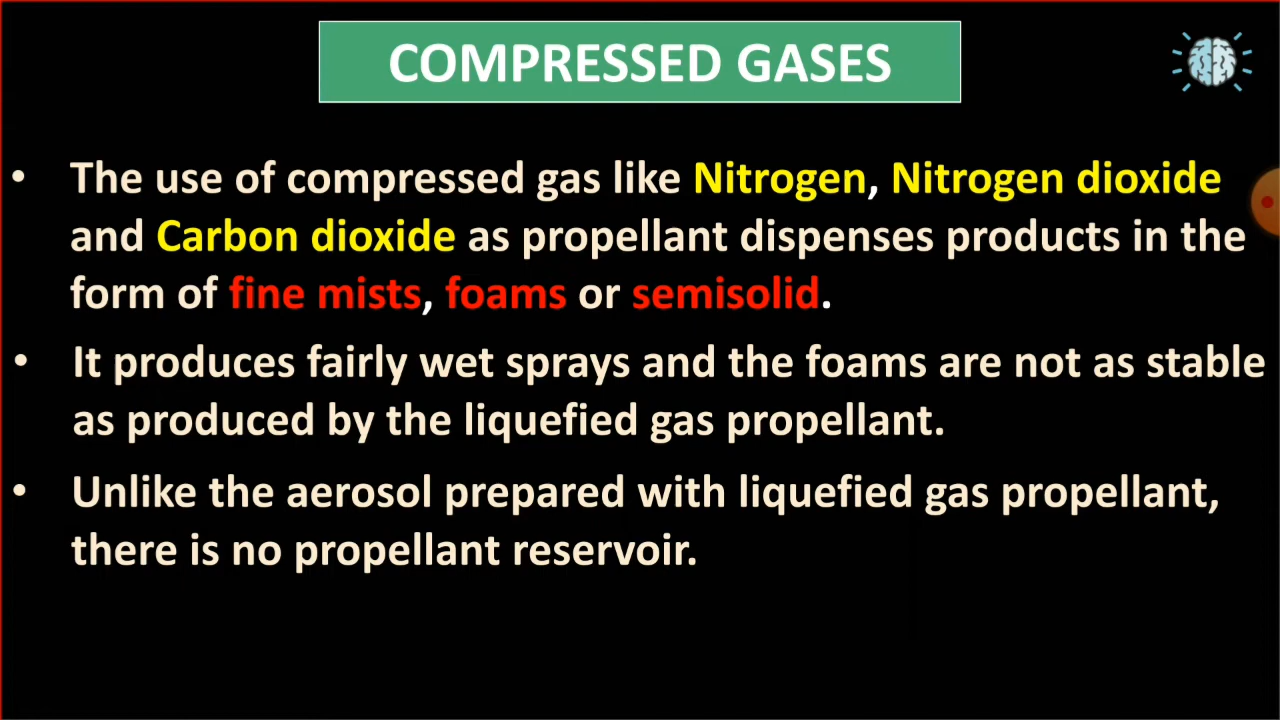 COMPRESSED GASES
• The use of compressed gas like Nitrogen, Nitrogen dioxide
and Carbon dioxide as propellant dispenses products in the
form of fine mists, foams or semisolid.
• It produces fairly wet sprays and the foams are not as stable
as produced by the liquefied gas propellant.
• Unlike the aerosol prepared with liquefied gas propellant,
there is no propellant reservoir.